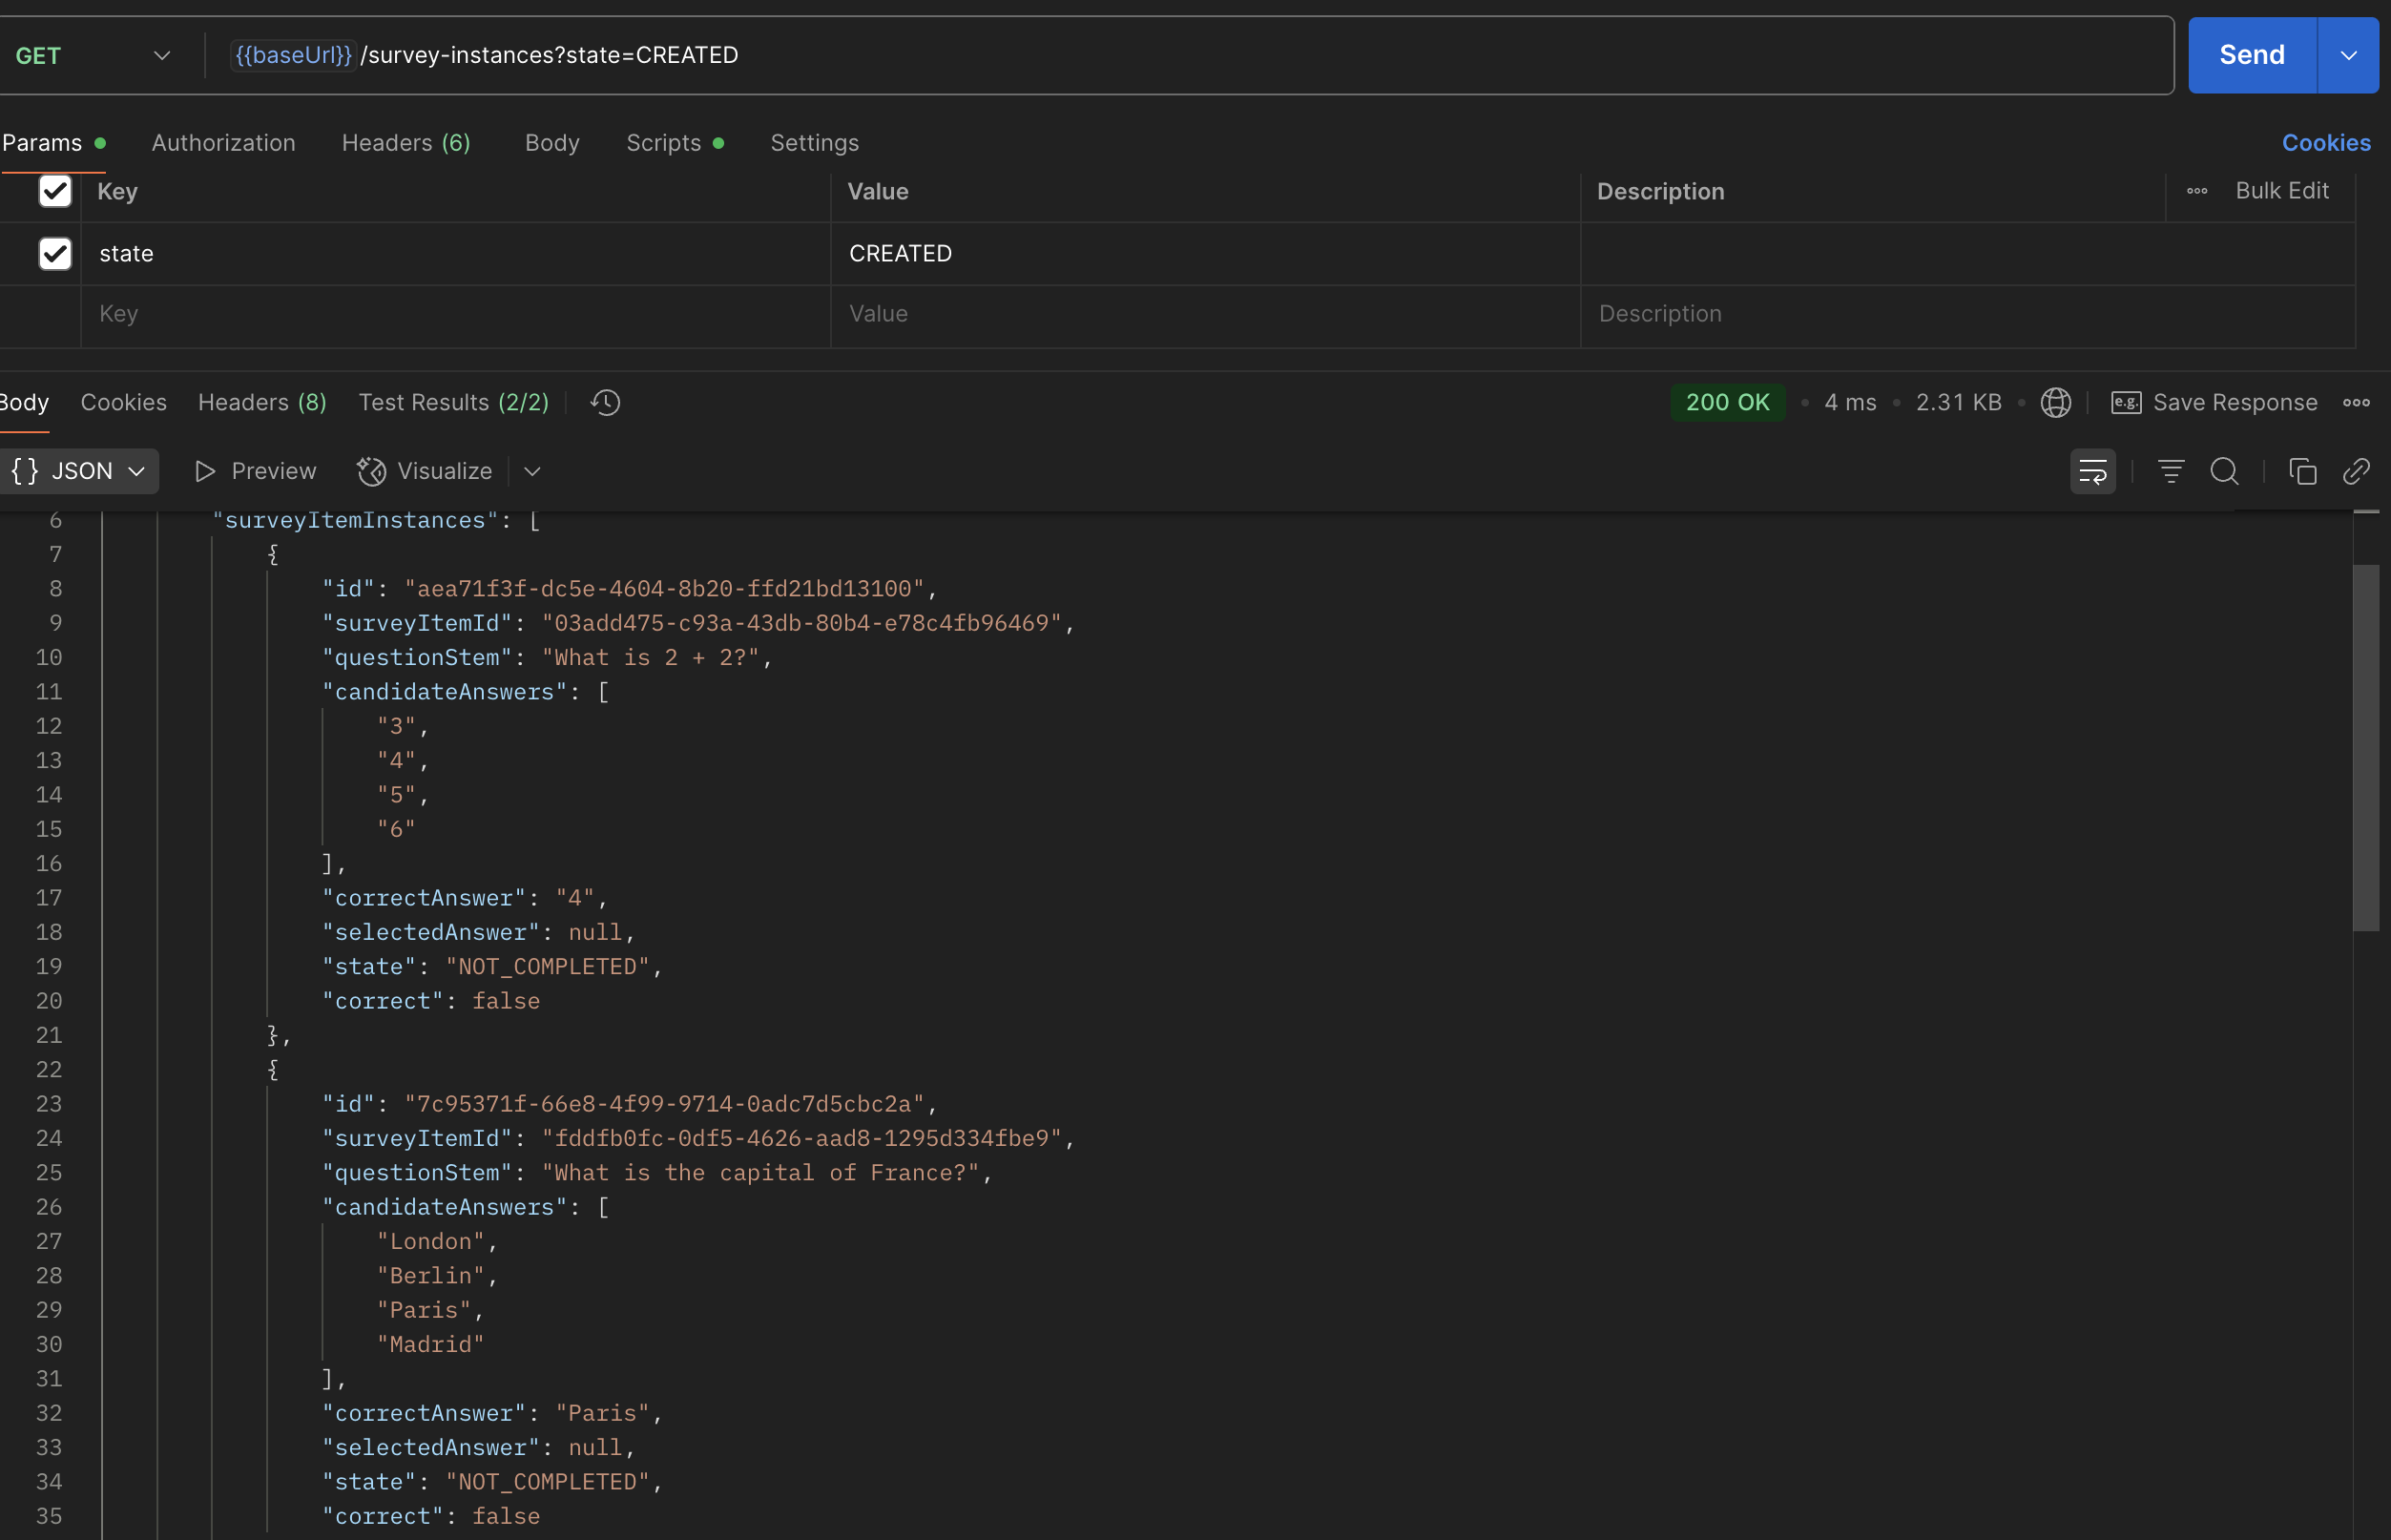 GET {{baseUrl}}/survey-instances?state=CREATED Send
Params Authorization Headers (6) Body Scripts Settings Cookies
Key Value Description Bulk Edit
state CREATED
Key Value Description
Body Cookies Headers (8) Test Results (2/2) 200 OK 4 ms 2.31 KB e.g. Save Response
{} JSON Preview Visualize
6 "surveyItemInstances": [
7 {
8 "id": "aea71f3f-dc5e-4604-8b20-ffd21bd13100",
9 "surveyItemId": "03add475-c93a-43db-80b4-e78c4fb96469",
10 "questionStem": "What is 2 + 2?",
11 "candidateAnswers": [
12 "3",
13 "4",
14 "5",
15 "6"
16 ],
17 "correctAnswer": "4",
18 "selectedAnswer": null,
19 "state": "NOT_COMPLETED",
20 "correct": false
21 },
22 {
23 "id": "7c95371f-66e8-4f99-9714-0adc7d5cbc2a",
24 "surveyItemId": "fddfb0fc-0df5-4626-aad8-1295d334fbe9",
25 "questionStem": "What is the capital of France?",
26 "candidateAnswers": [
27 "London",
28 "Berlin",
29 "Paris",
30 "Madrid"
31 ],
32 "correctAnswer": "Paris",
33 "selectedAnswer": null,
34 "state": "NOT_COMPLETED",
35 "correct": false